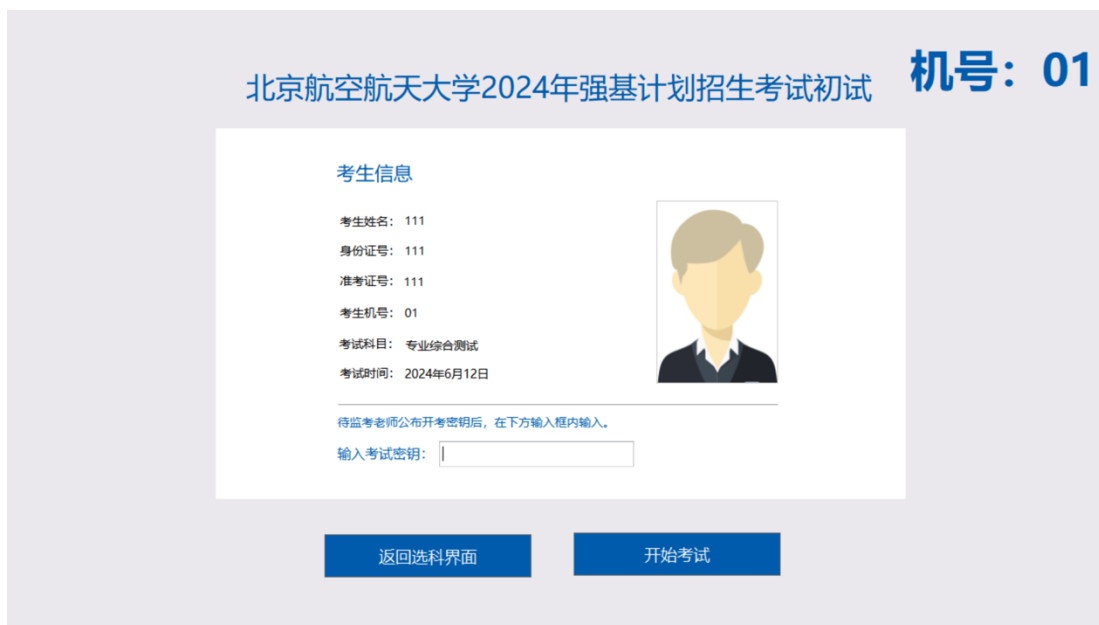 机号：01
北京航空航天大学2024年强基计划招生考试初试
考生信息
考生姓名： 111
身份证号： 111
准考证号： 111
考生机号： 01
考试科目： 专业综合测试
考试时间： 2024年6月12日
待监考老师公布开考密钥后，在下方输入框内输入。
输入考试密钥：
返回选科界面
开始考试